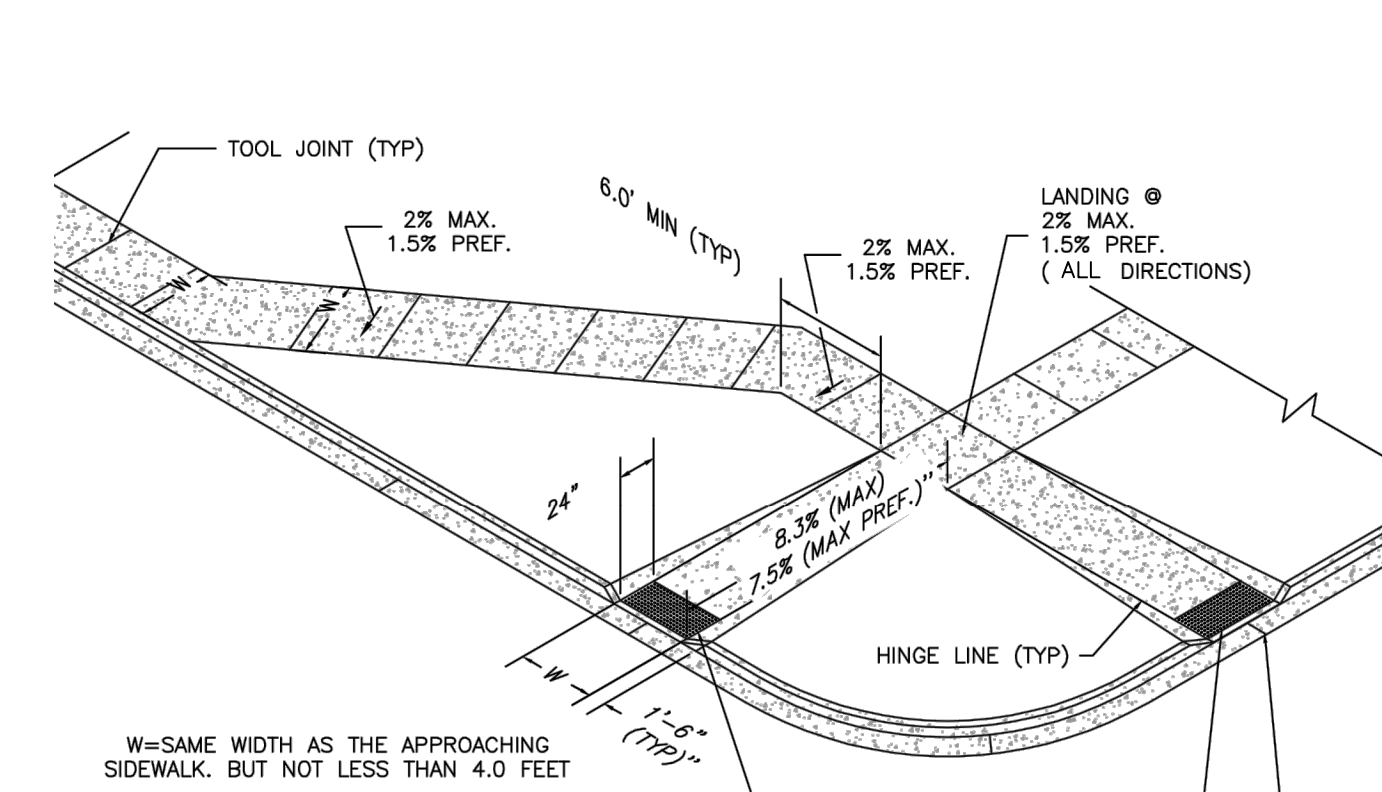 TOOL JOINT (TYP)
2% MAX.
1.5% PREF.
6.0' MIN (TYP)
2% MAX.
1.5% PREF.
LANDING @
2% MAX.
1.5% PREF.
( ALL DIRECTIONS)
W
W
24"
8.3% (MAX)
7.5% (MAX PREF.)"
HINGE LINE (TYP)
W
1'-6"
(TYP)"
W=SAME WIDTH AS THE APPROACHING
SIDEWALK. BUT NOT LESS THAN 4.0 FEET